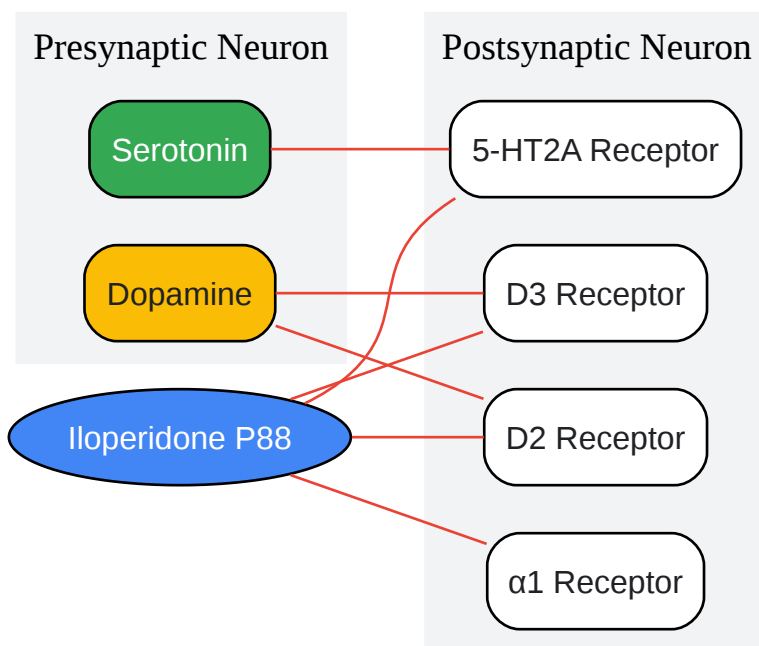 Presynaptic Neuron
Postsynaptic Neuron
Serotonin
5-HT2A Receptor
Dopamine
D3 Receptor
Iloperidone P88
D2 Receptor
α1 Receptor